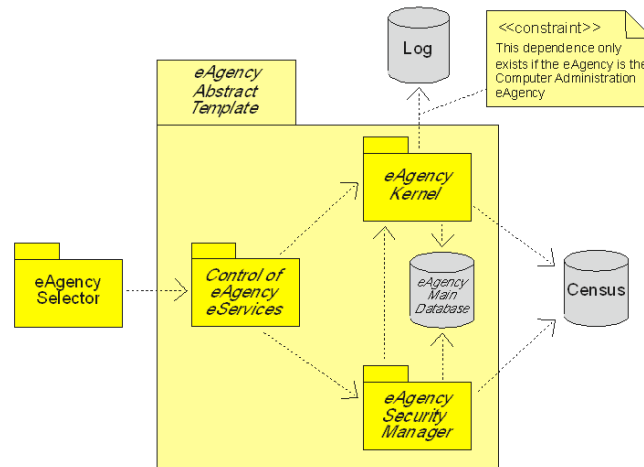 <<constraint>>
This dependence only
exists if the eAgency is the
Computer Administration
eAgency
Log
eAgency
Abstract
Template
eAgency
Kernel
eAgency
Selector
Control of
eAgency
eServices
eAgency
Main
Database
Census
eAgency
Security
Manager